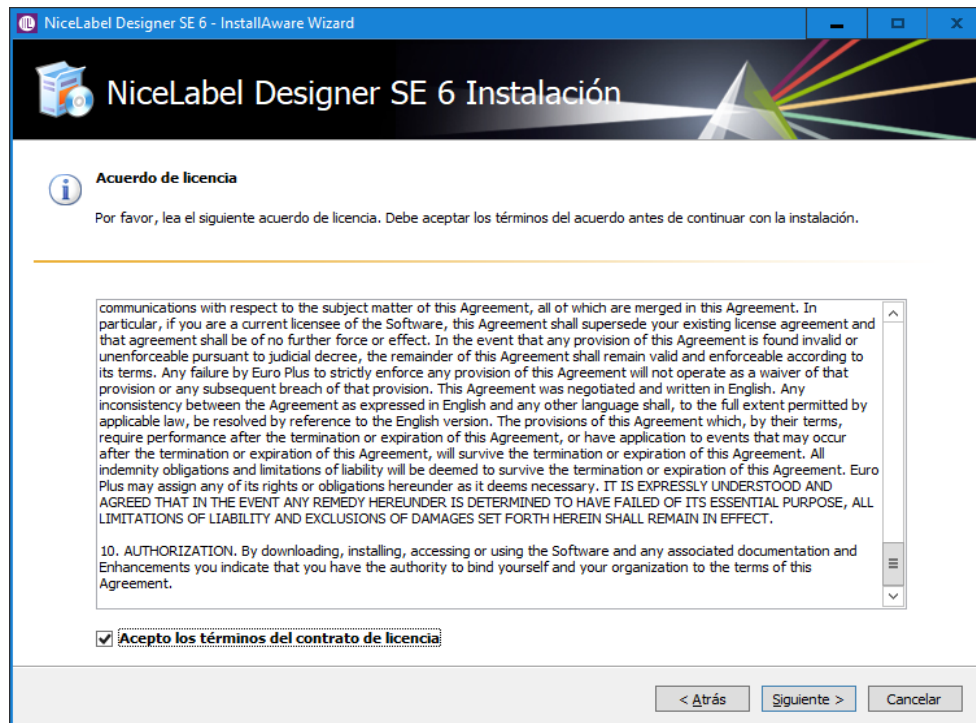 NiceLabel Designer SE 6 - InstallAware Wizard
NiceLabel Designer SE 6 Instalación
Acuerdo de licencia
Por favor, lea el siguiente acuerdo de licencia. Debe aceptar los términos del acuerdo antes de continuar con la instalación.
communications with respect to the subject matter of this Agreement, all of which are merged in this Agreement. In
particular, if you are a current licensee of the Software, this Agreement shall supersede your existing license agreement and
that agreement shall be of no further force or effect. In the event that any provision of this Agreement is found invalid or
unenforceable pursuant to judicial decree, the remainder of this Agreement shall remain valid and enforceable according to
its terms. Any failure by Euro Plus to strictly enforce any provision of this Agreement will not operate as a waiver of that
provision or any subsequent breach of that provision. This Agreement was negotiated and written in English. Any
inconsistency between the Agreement as expressed in English and any other language shall, to the full extent permitted by
applicable law, be resolved by reference to the English version. The provisions of this Agreement which, by their terms,
require performance after the termination or expiration of this Agreement, or have application to events that may occur
after the termination or expiration of this Agreement, will survive the termination or expiration of this Agreement. All
indemnity obligations and limitations of liability will be deemed to survive the termination or expiration of this Agreement. Euro
Plus may assign any of its rights or obligations hereunder as it deems necessary. IT IS EXPRESSLY UNDERSTOOD AND
AGREED THAT IN THE EVENT ANY REMEDY HEREUNDER IS DETERMINED TO HAVE FAILED OF ITS ESSENTIAL PURPOSE, ALL
LIMITATIONS OF LIABILITY AND EXCLUSIONS OF DAMAGES SET FORTH HEREIN SHALL REMAIN IN EFFECT.
10. AUTHORIZATION. By downloading, installing, accessing or using the Software and any associated documentation and
Enhancements you indicate that you have the authority to bind yourself and your organization to the terms of this
Agreement.
Acepto los términos del contrato de licencia
< Atrás
Siguiente >
Cancelar